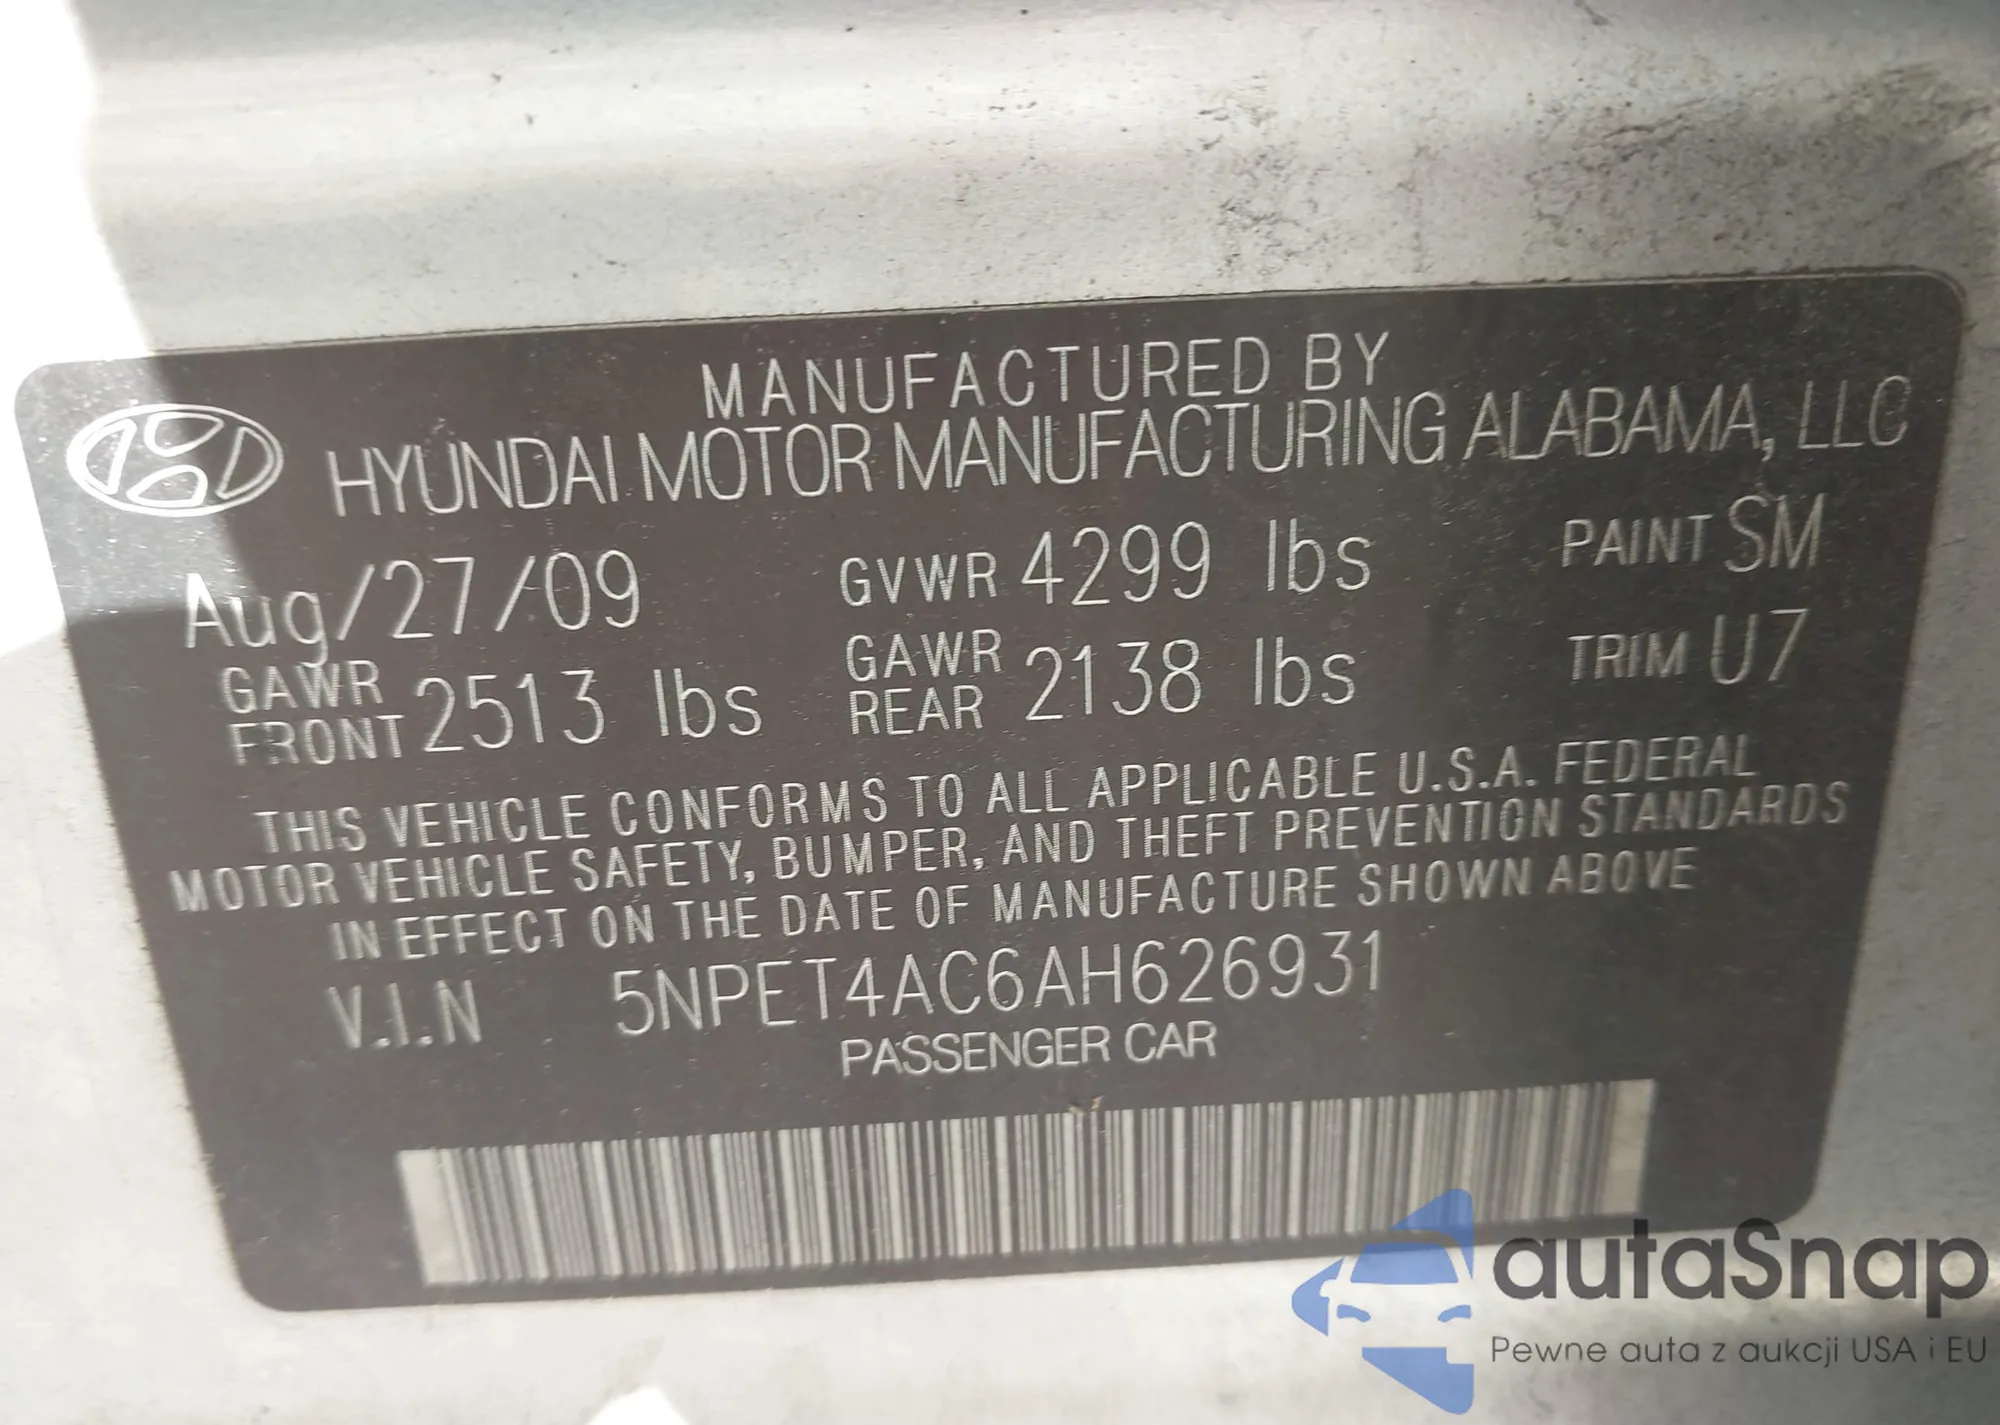 MANUFACTURED BY
HYUNDAI MOTOR MANUFACTURING ALABAMA, LLC
Aug/27/09 GVWR 4299 lbs PAINT SM
GAWR FRONT 2513 lbs GAWR REAR 2138 lbs TRIM U7
THIS VEHICLE CONFORMS TO ALL APPLICABLE U.S.A. FEDERAL
MOTOR VEHICLE SAFETY, BUMPER, AND THEFT PREVENTION STANDARDS
IN EFFECT ON THE DATE OF MANUFACTURE SHOWN ABOVE
V.I.N 5NPET4AC6AH626931
PASSENGER CAR
autaSnap
Pewne auta z aukcji USA i EU